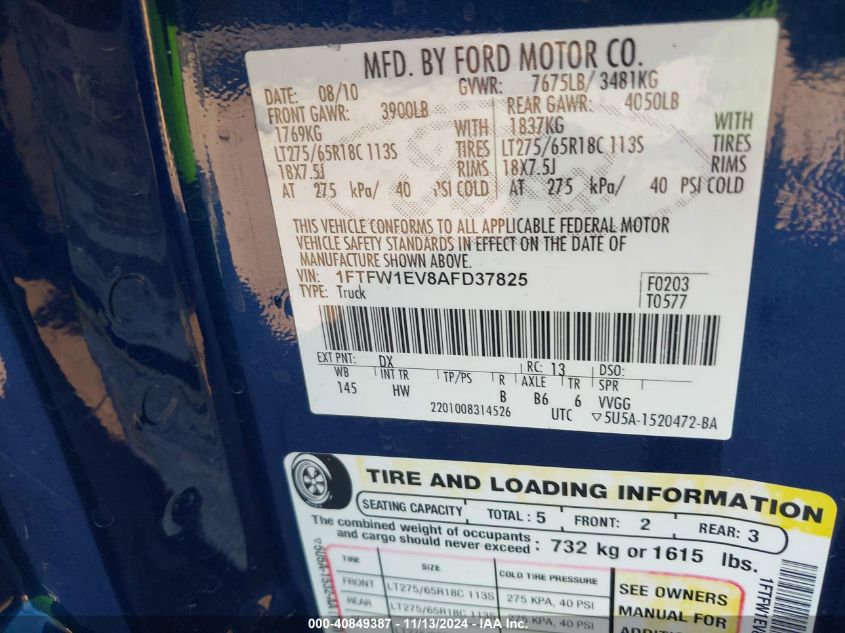 MFD. BY FORD MOTOR CO.
DATE: 08/10 GVWR: 7675LB/ 3481KG
FRONT GAWR: 3900LB REAR GAWR: 4050LB
1769KG WITH 1837KG WITH
LT275/65R18C 113S TIRES LT275/65R18C 113S TIRES
18X7.5J RIMS 18X7.5J RIMS
AT 275 kPa/ 40 PSI COLD AT 275 kPa/ 40 PSI COLD
THIS VEHICLE CONFORMS TO ALL APPLICABLE FEDERAL MOTOR
VEHICLE SAFETY STANDARDS IN EFFECT ON THE DATE OF
MANUFACTURE SHOWN ABOVE.
VIN: 1FTFW1EV8AFD37825
TYPE: Truck
F0203
T0577
EXT PNT: DX RC: 13 DSO:
WB INT TR TP/PS R AXLE TR SPR
145 HW B B6 6 VVGG
2201008314526 UTC ▽5U5A-1520472-BA
TIRE AND LOADING INFORMATION
SEATING CAPACITY TOTAL: 5 FRONT: 2 REAR: 3
The combined weight of occupants
and cargo should never exceed: 732 kg or 1615 lbs.
TIRE SIZE COLD TIRE PRESSURE
FRONT LT275/65R18C 113S 275 KPA, 40 PSI
REAR LT275/65R18C 113S 275 KPA, 40 PSI
SEE OWNERS
MANUAL FOR
--40849387 - 11/13/2024 - IAA Inc.